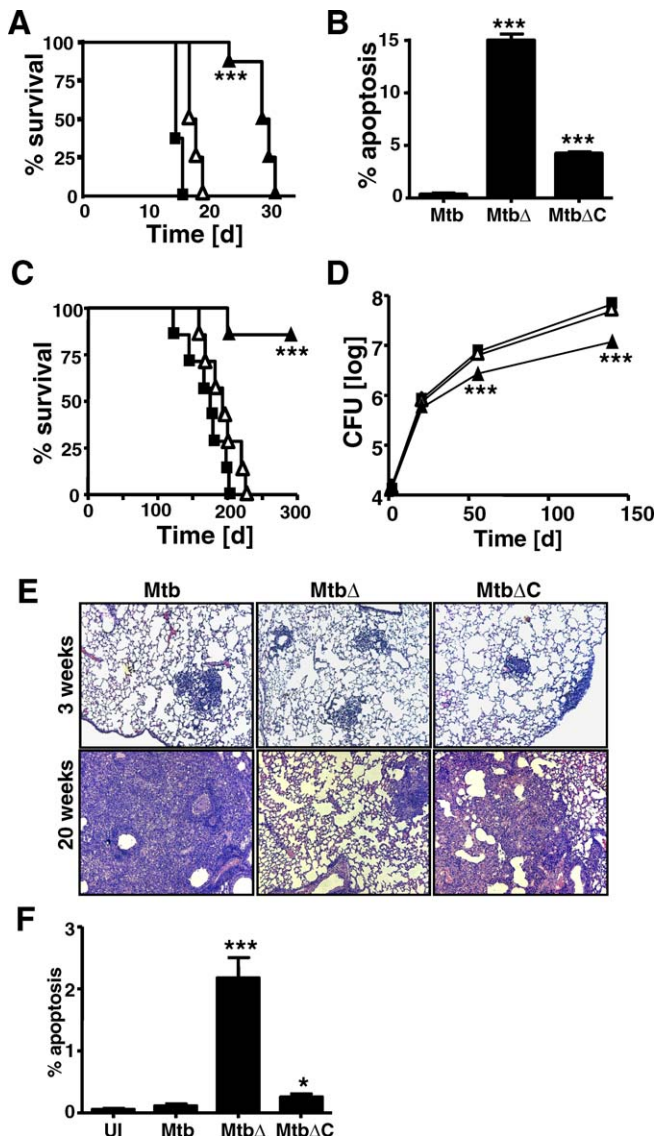 A
% survival
100
75
50
25
0
0 10 20 30
Time [d]
***
B
% apoptosis
15
10
5
0
***
***
Mtb MtbΔ MtbΔC
C
% survival
100
75
50
25
0
0 100 200 300
Time [d]
***
D
CFU [log]
8
7
6
5
4
0 50 100 150
Time [d]
***
***
E
Mtb MtbΔ MtbΔC
3 weeks
20 weeks
F
% apoptosis
3
2
1
0
***
*
UI Mtb MtbΔ MtbΔC